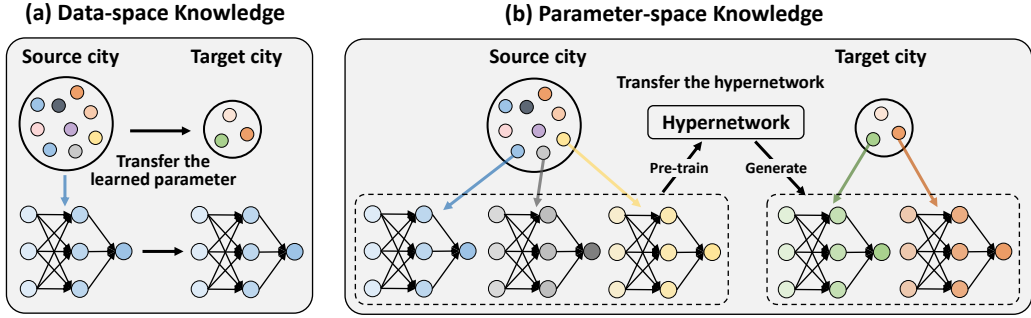 (a) Data-space Knowledge
Source city
Target city
Transfer the
learned parameter
(b) Parameter-space Knowledge
Source city
Transfer the hypernetwork
Target city
Hypernetwork
Pre-train
Generate